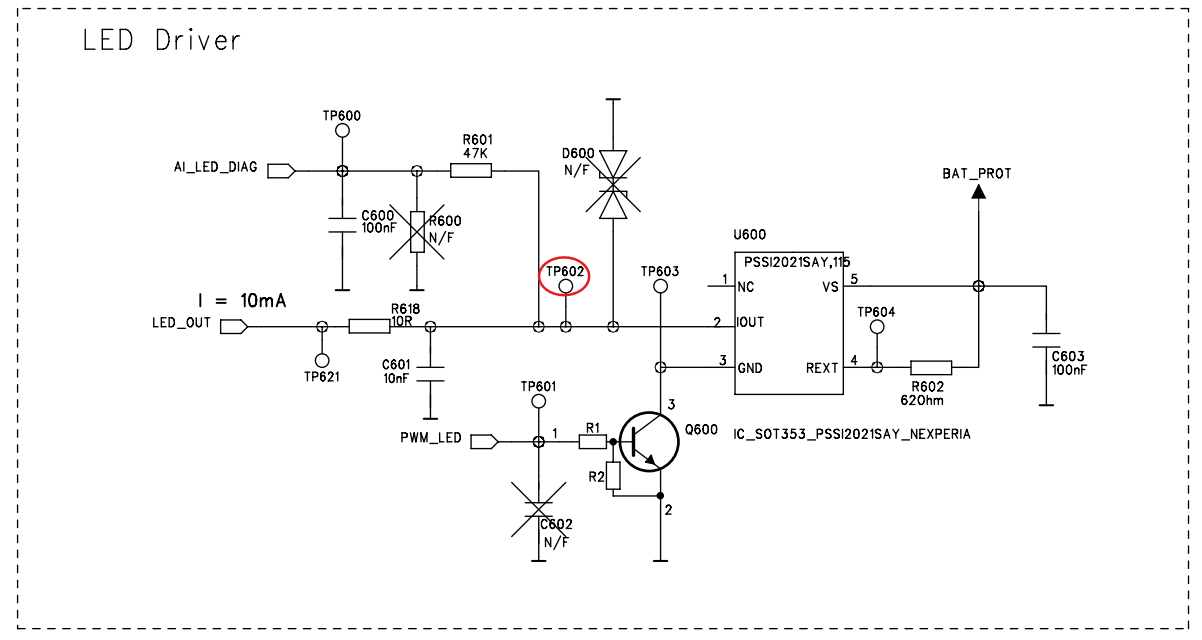 LED Driver
TP600
R601
47K
AI_LED_DIAG
D600
N/F
C600
100nF
R600
N/F
BAT_PROT
U600
PSSI2021SAY,115
TP602
TP603
1
NC
VS
5
I = 10mA
R618
10R
LED_OUT
2
IOUT
TP604
C601
10nF
TP621
3
GND
REXT
4
C603
100nF
R602
62Ohm
TP601
3
PWM_LED
1
R1
Q600
IC_SOT353_PSSI2021SAY_NEXPERIA
R2
2
C602
N/F